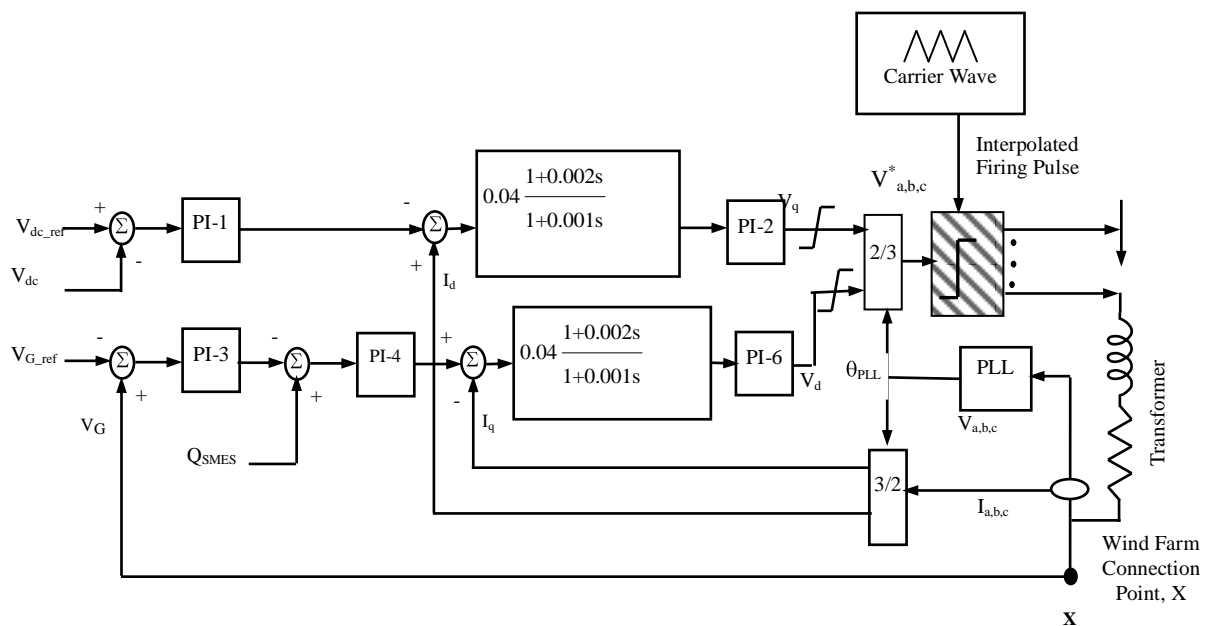 Carrier Wave
Interpolated
Firing Pulse
V*a,b,c
0.04 1+0.002s
1+0.001s
Vq
+
PI-1
-
PI-2
Vdc_ref
Σ
Σ
2/3
-
Vdc
+
Id
VG_ref
-
PI-3
-
PI-4
+
0.04 1+0.002s
1+0.001s
PI-6
Σ
Σ
Σ
θPLL
PLL
Vd
+
+
-
VG
Iq
Va,b,c
QSMES
3/2
Ia,b,c
Transformer
Wind Farm
Connection
Point, X
X